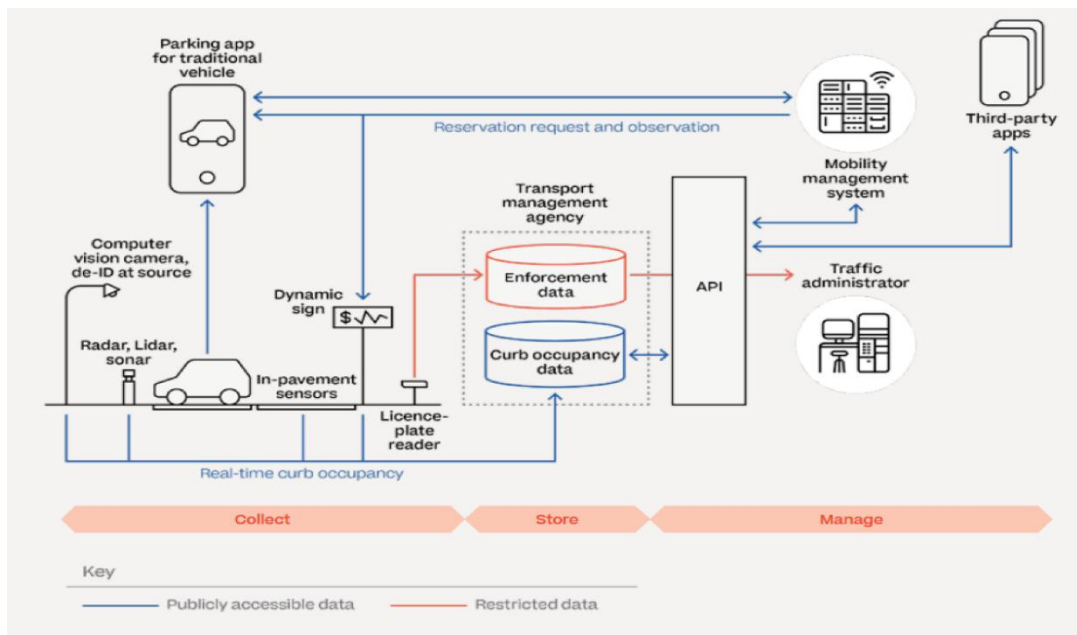 Parking app
for traditional
vehicle
Reservation request and observation
Mobility
management
system
Third-party
apps
Transport
management
agency
Computer
vision camera,
de-ID at source
Enforcement
data
API
Traffic
administrator
Dynamic
sign
$
Radar, Lidar,
sonar
Curb occupancy
data
In-pavement
sensors
Licence-
plate
reader
Real-time curb occupancy
Collect
Store
Manage
Key
Publicly accessible data
Restricted data